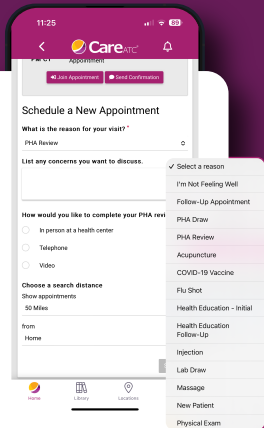 11:25
89
CareATC
Appointment
Join Appointment
Send Confirmation
Schedule a New Appointment
What is the reason for your visit? *
PHA Review
List any concerns you want to discuss.
How would you like to complete your PHA revi
In person at a health center
Telephone
Video
Choose a search distance
Show appointments
50 Miles
from
Home
Home
Library
Locations
✓ Select a reason
I'm Not Feeling Well
Follow-Up Appointment
PHA Draw
PHA Review
Acupuncture
COVID-19 Vaccine
Flu Shot
Health Education - Initial
Health Education
Follow-Up
Injection
Lab Draw
Massage
New Patient
Physical Exam